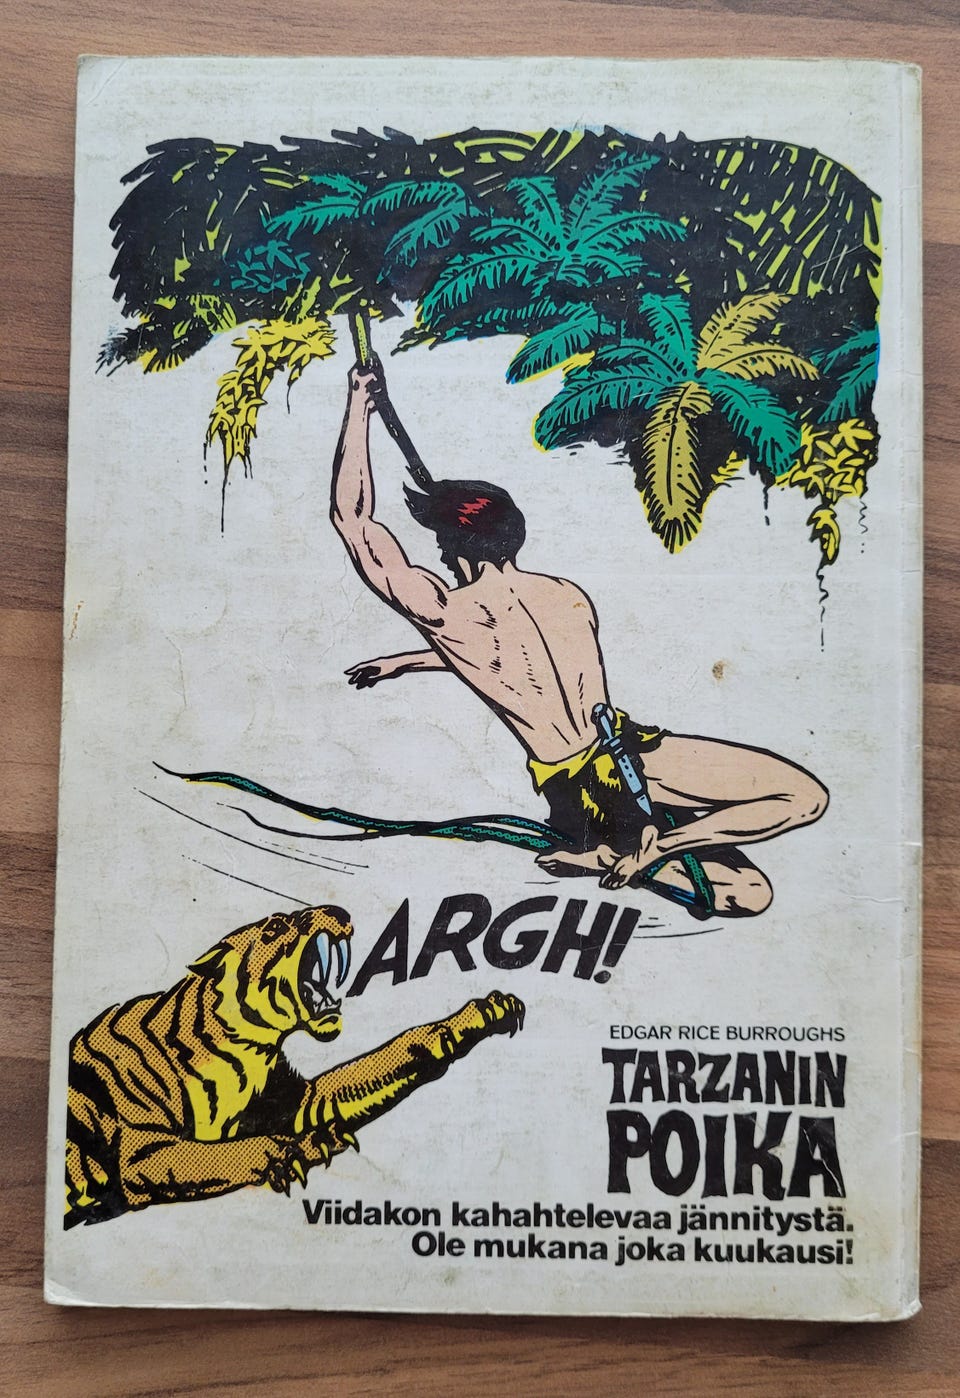 ARGH!
EDGAR RICE BURROUGHS
TARZANIN
POIKA
Viidakon kahahtelevaa jännitystä.
Ole mukana joka kuukausi!